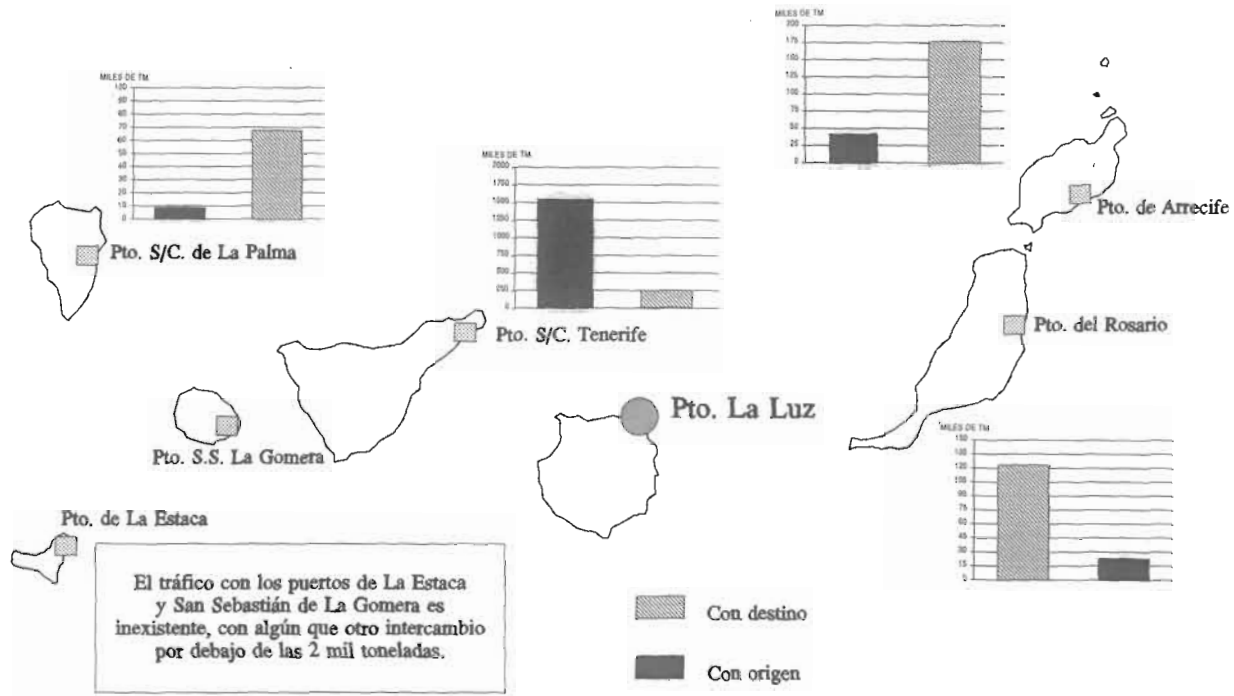 MILES DE TM.
200
175
150
125
100
75
50
25
0
MILES DE TM.
100
90
80
70
60
50
40
30
20
10
0
MILES DE TM.
2000
1750
1500
1250
1000
750
500
250
0
Pto. de Arrecife
Pto. S/C. de La Palma
Pto. del Rosario
Pto. S/C. Tenerife
Pto. La Luz
MILES DE TM.
150
135
120
105
90
75
60
45
30
15
0
Pto. S.S. La Gomera
Pto. de La Estaca
El tráfico con los puertos de La Estaca
y San Sebastián de La Gomera es
inexistente, con algún que otro intercambio
por debajo de las 2 mil toneladas.
Con destino
Con origen